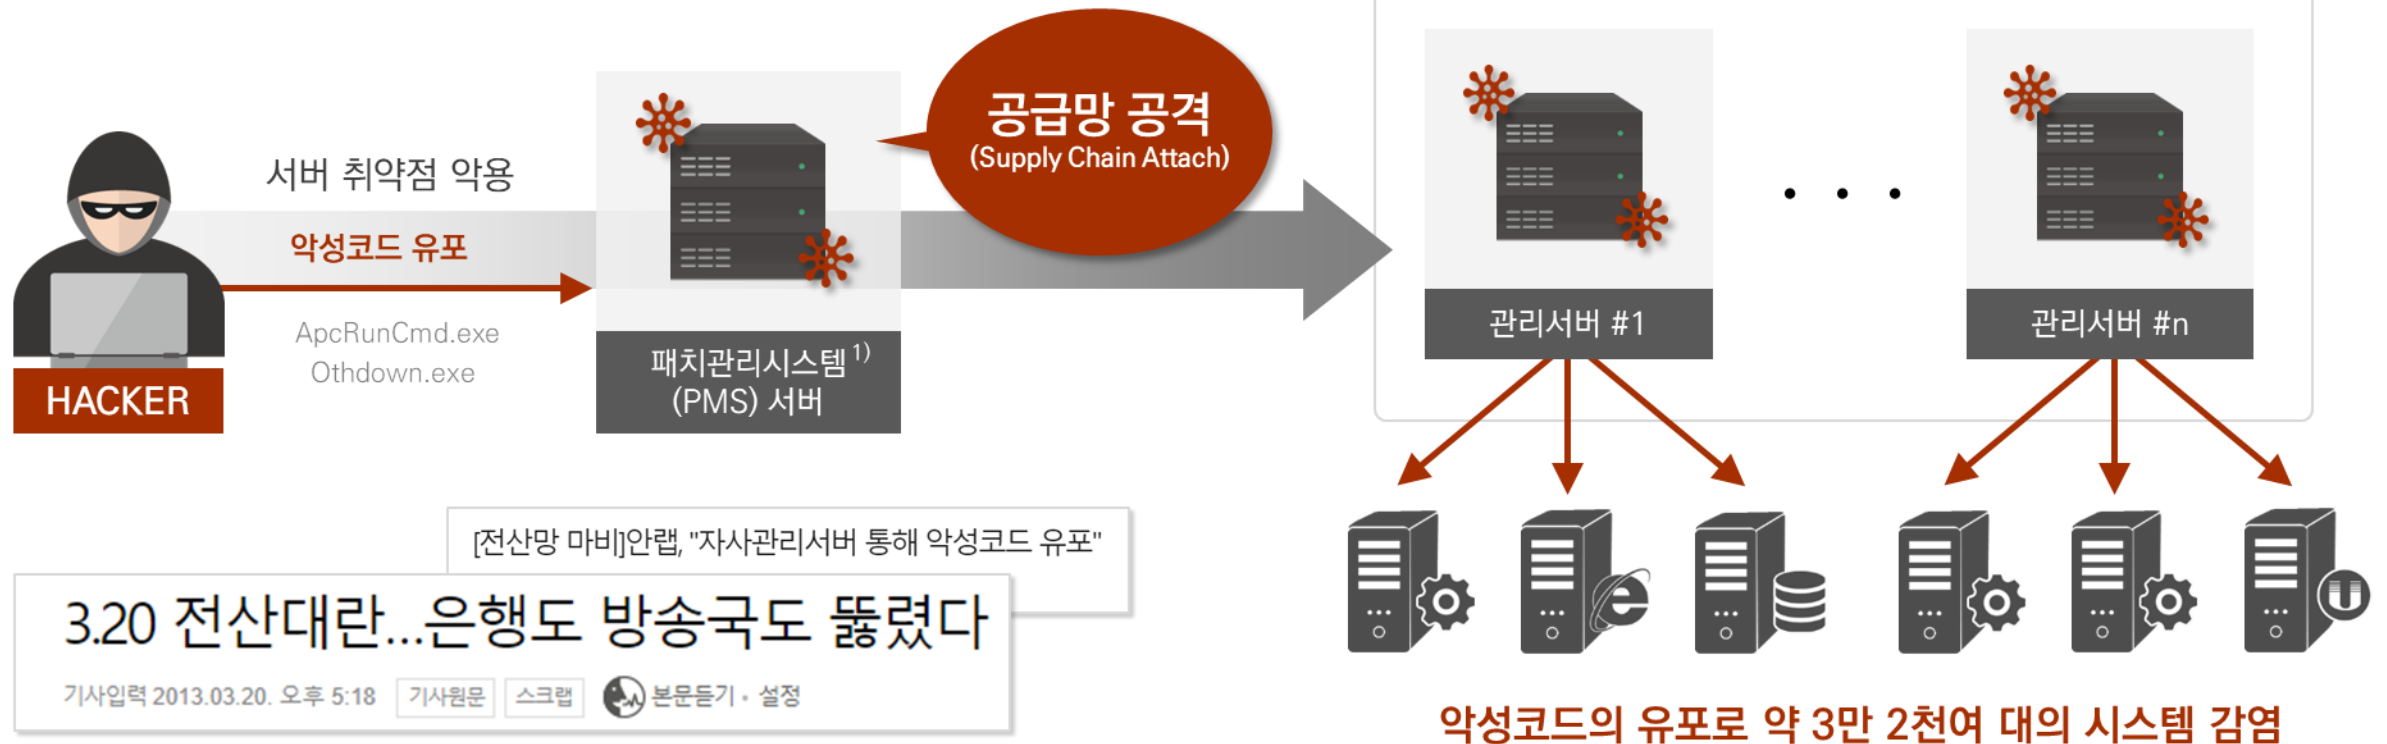 공급망 공격
(Supply Chain Attach)
서버 취약점 악용
악성코드 유포
ApcRunCmd.exe
Othdown.exe
HACKER
패치관리시스템 1)
(PMS) 서버
관리서버 #1
. . .
관리서버 #n
[전산망 마비]안랩, "자사관리서버 통해 악성코드 유포"
3.20 전산대란...은행도 방송국도 뚫렸다
기사입력 2013.03.20. 오후 5:18 기사원문 스크랩 본문듣기 · 설정
악성코드의 유포로 약 3만 2천여 대의 시스템 감염